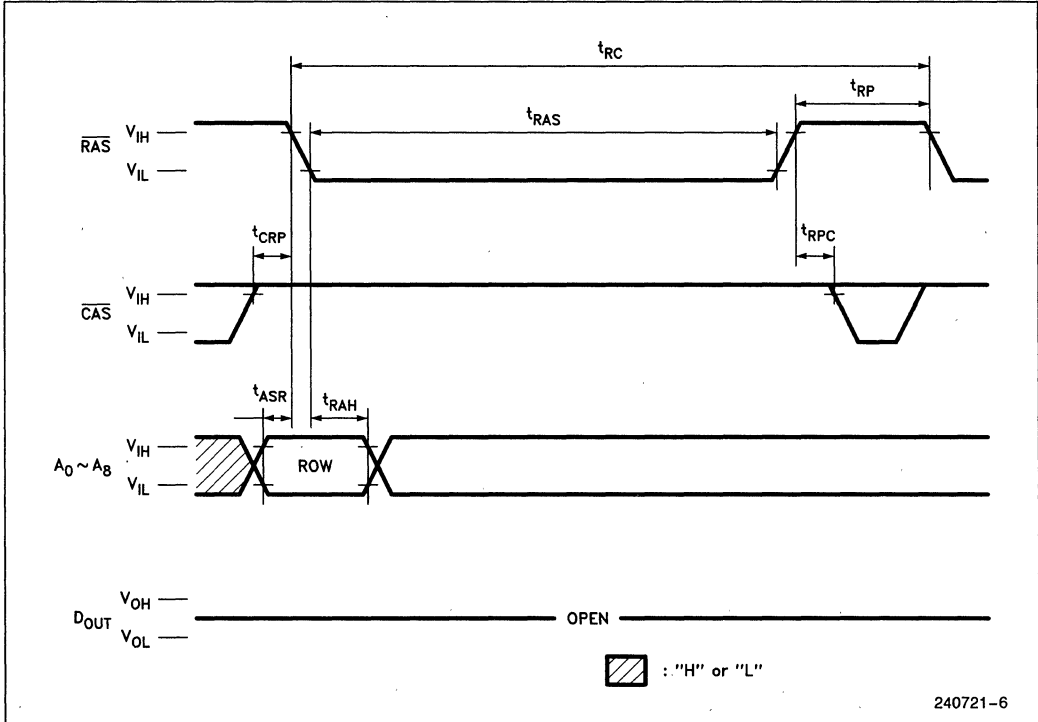 tRC
tRP
tRAS
RAS VIH
VIL
tCRP
tRPC
CAS VIH
VIL
tASR tRAH
A0 ~ A8 VIH
VIL
ROW
DOUT VOH
VOL
OPEN
: "H" or "L"
240721-6